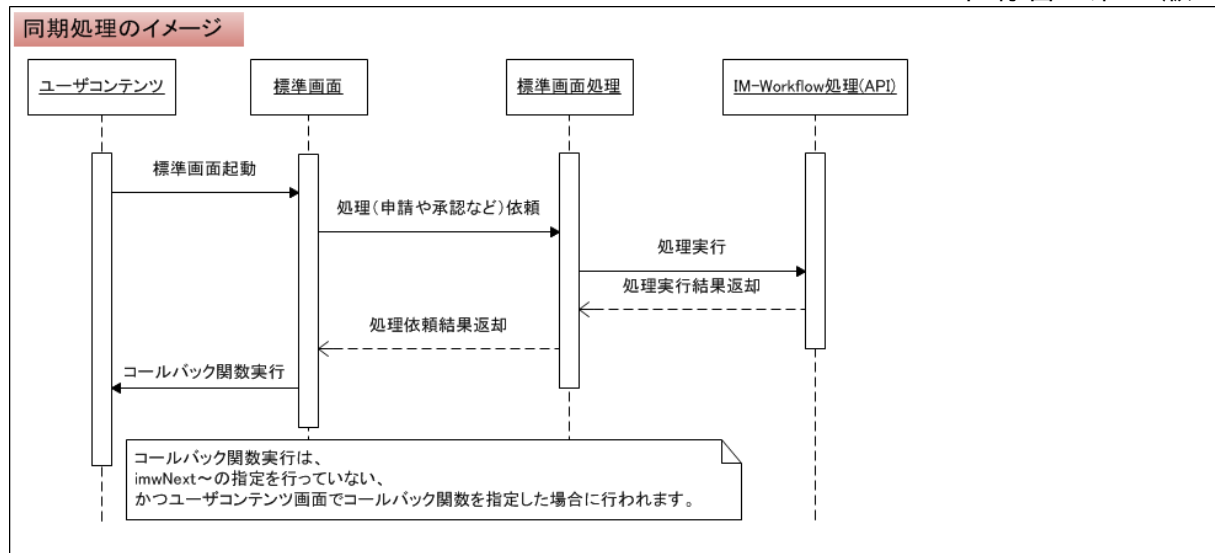 同期処理のイメージ
ユーザコンテンツ
標準画面
標準画面処理
IM-Workflow処理(API)
標準画面起動
処理(申請や承認など)依頼
処理実行
処理実行結果返却
処理依頼結果返却
コールバック関数実行
コールバック関数実行は、
imwNext～の指定を行っていない、
かつユーザコンテンツ画面でコールバック関数を指定した場合に行われます。